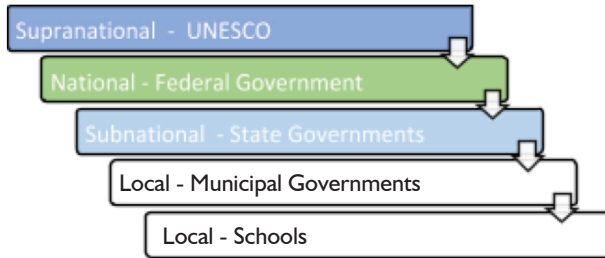 Supranational - UNESCO
National - Federal Government
Subnational - State Governments
Local - Municipal Governments
Local - Schools